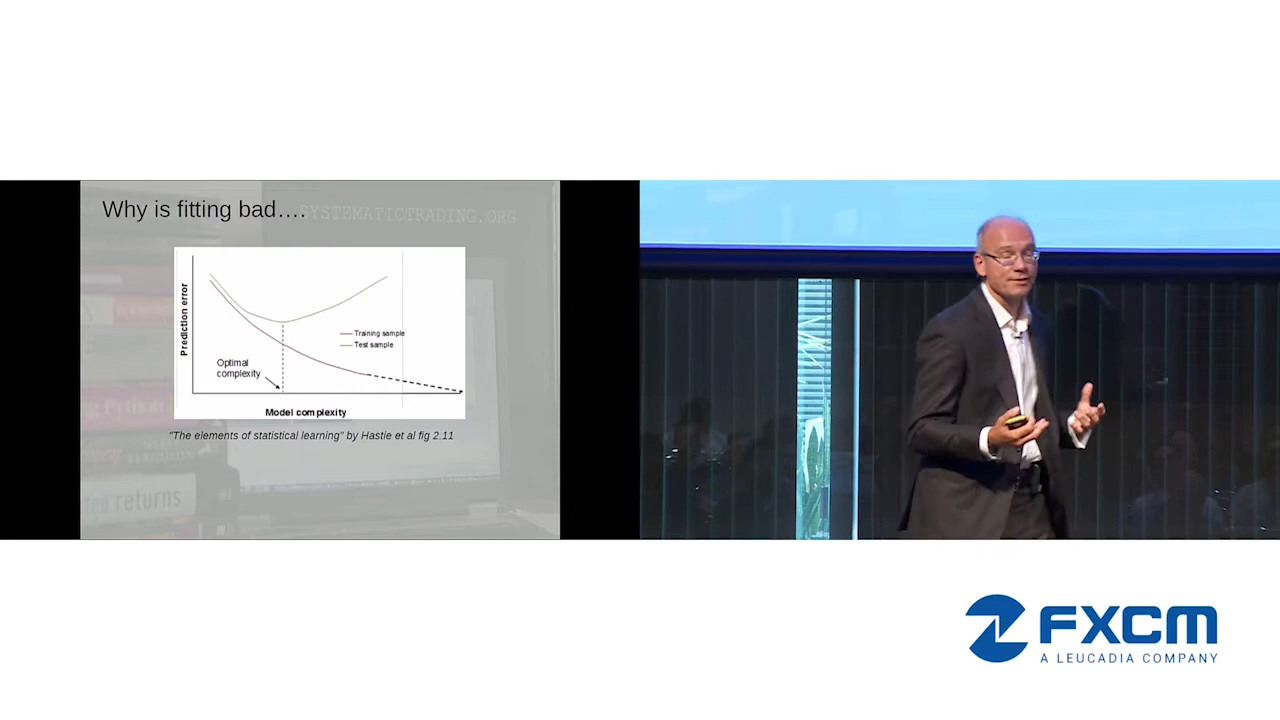 Why is fitting bad....
SYSTEMATICTRADING.ORG
Prediction error
Training sample
Test sample
Optimal
complexity
Model complexity
"The elements of statistical learning" by Hastie et al fig 2.11
returns
FXCM
A LEUCADIA COMPANY